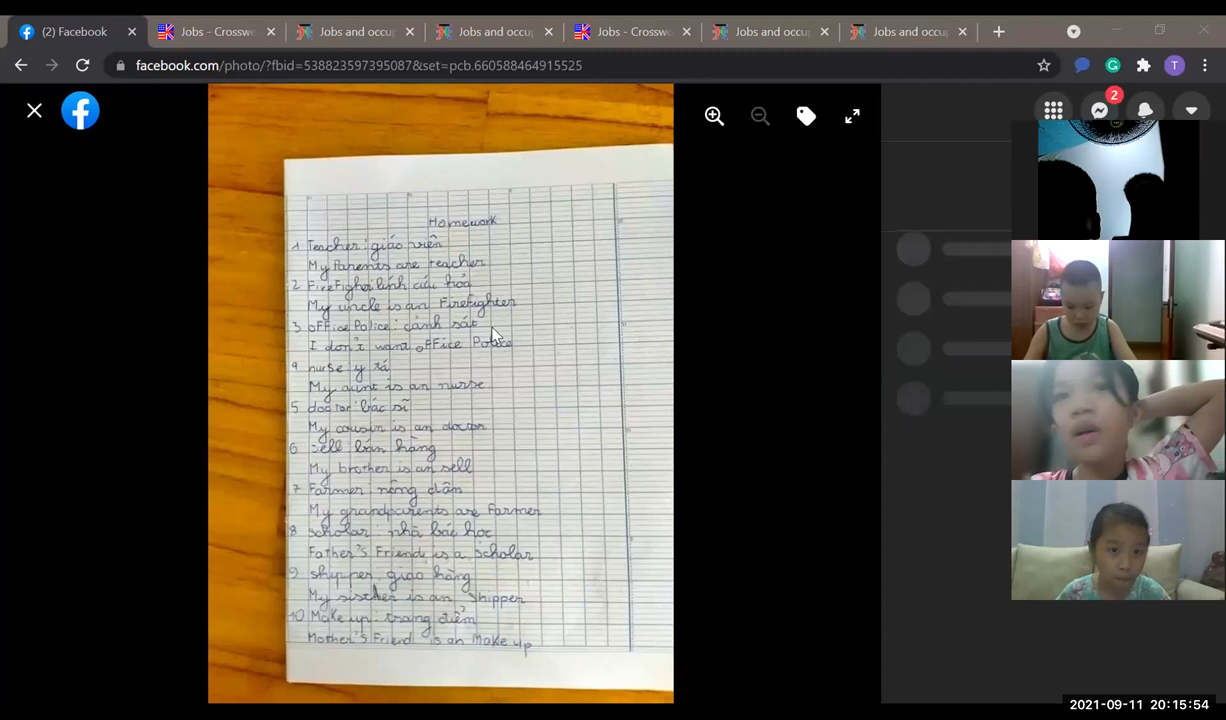 (2) Facebook
Jobs - Crossw
Jobs and occup
Jobs and occup
Jobs - Crossw
Jobs and occup
Jobs and occup
facebook.com/photo/?fbid=538823597395087&set=pcb.660588464915525
T
2
Homework
1 Teacher: giáo viên
My Parents are teacher
2 FireFigher lính cứu hỏa
My uncle is an FireFighter
3 oFFice Police: cảnh sát
I don't want oFFice Police
4 nurse y tá
My aunt is an nurse
5 doctor: bác sĩ
My cousin is an doctor
6 sell bán hàng
My brother is an sell
7 Farmer: nông dân
My grandparents are Farmer
8 scholar: nhà bác học
Father's Friend is a scholar
9 shipper: giao hàng
My is an Shipper
10 Make up: trang điểm
Mother's Friend is an Make up
2021-09-11 20:15:54